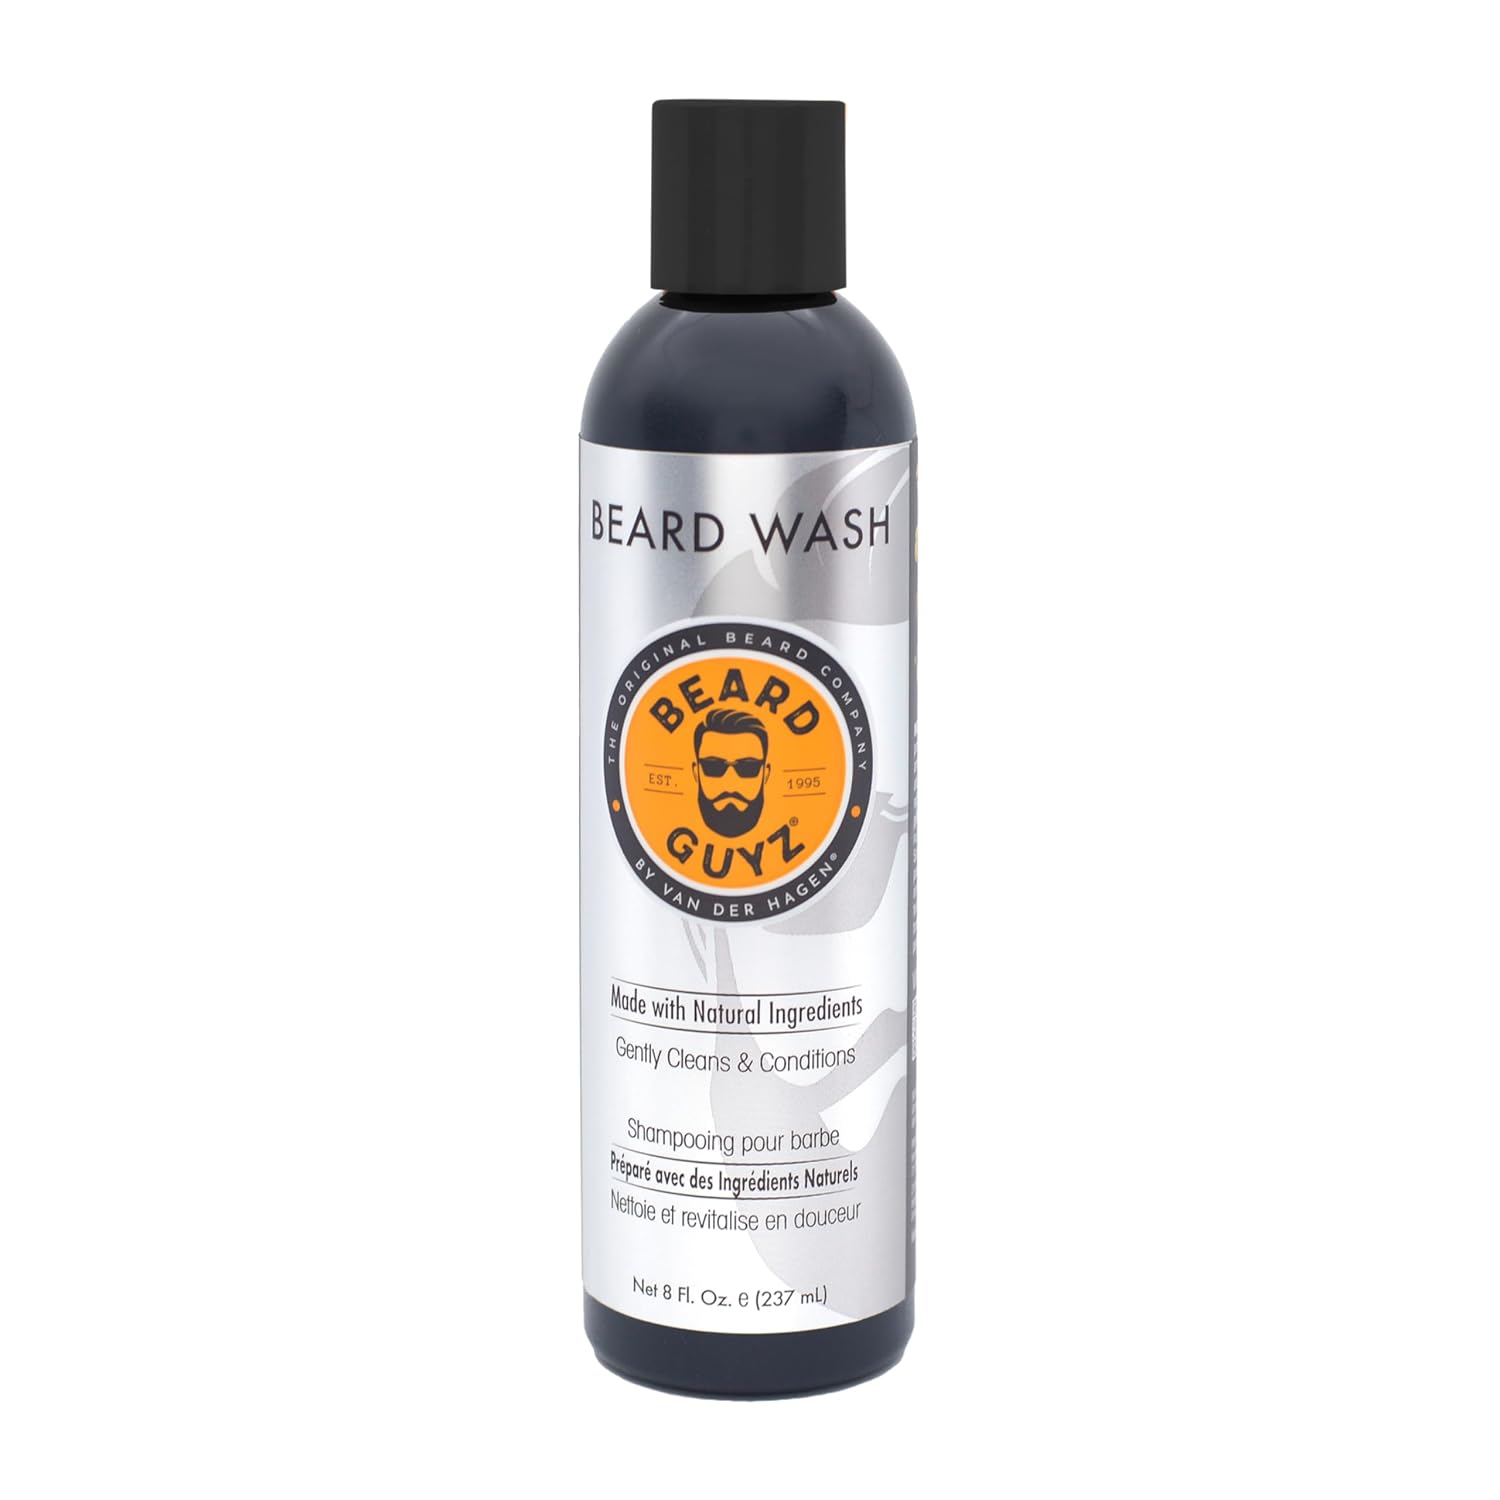 BEARD WASH
THE ORIGINAL BEARD COMPANY
BEARD
EST. 1995
GUYZ®
BY VAN DER HAGEN®
Made with Natural Ingredients
Gently Cleans & Conditions
Shampooing pour barbe
Préparé avec des Ingrédients Naturels
Nettoie et revitalise en douceur
Net 8 Fl. Oz. e (237 mL)